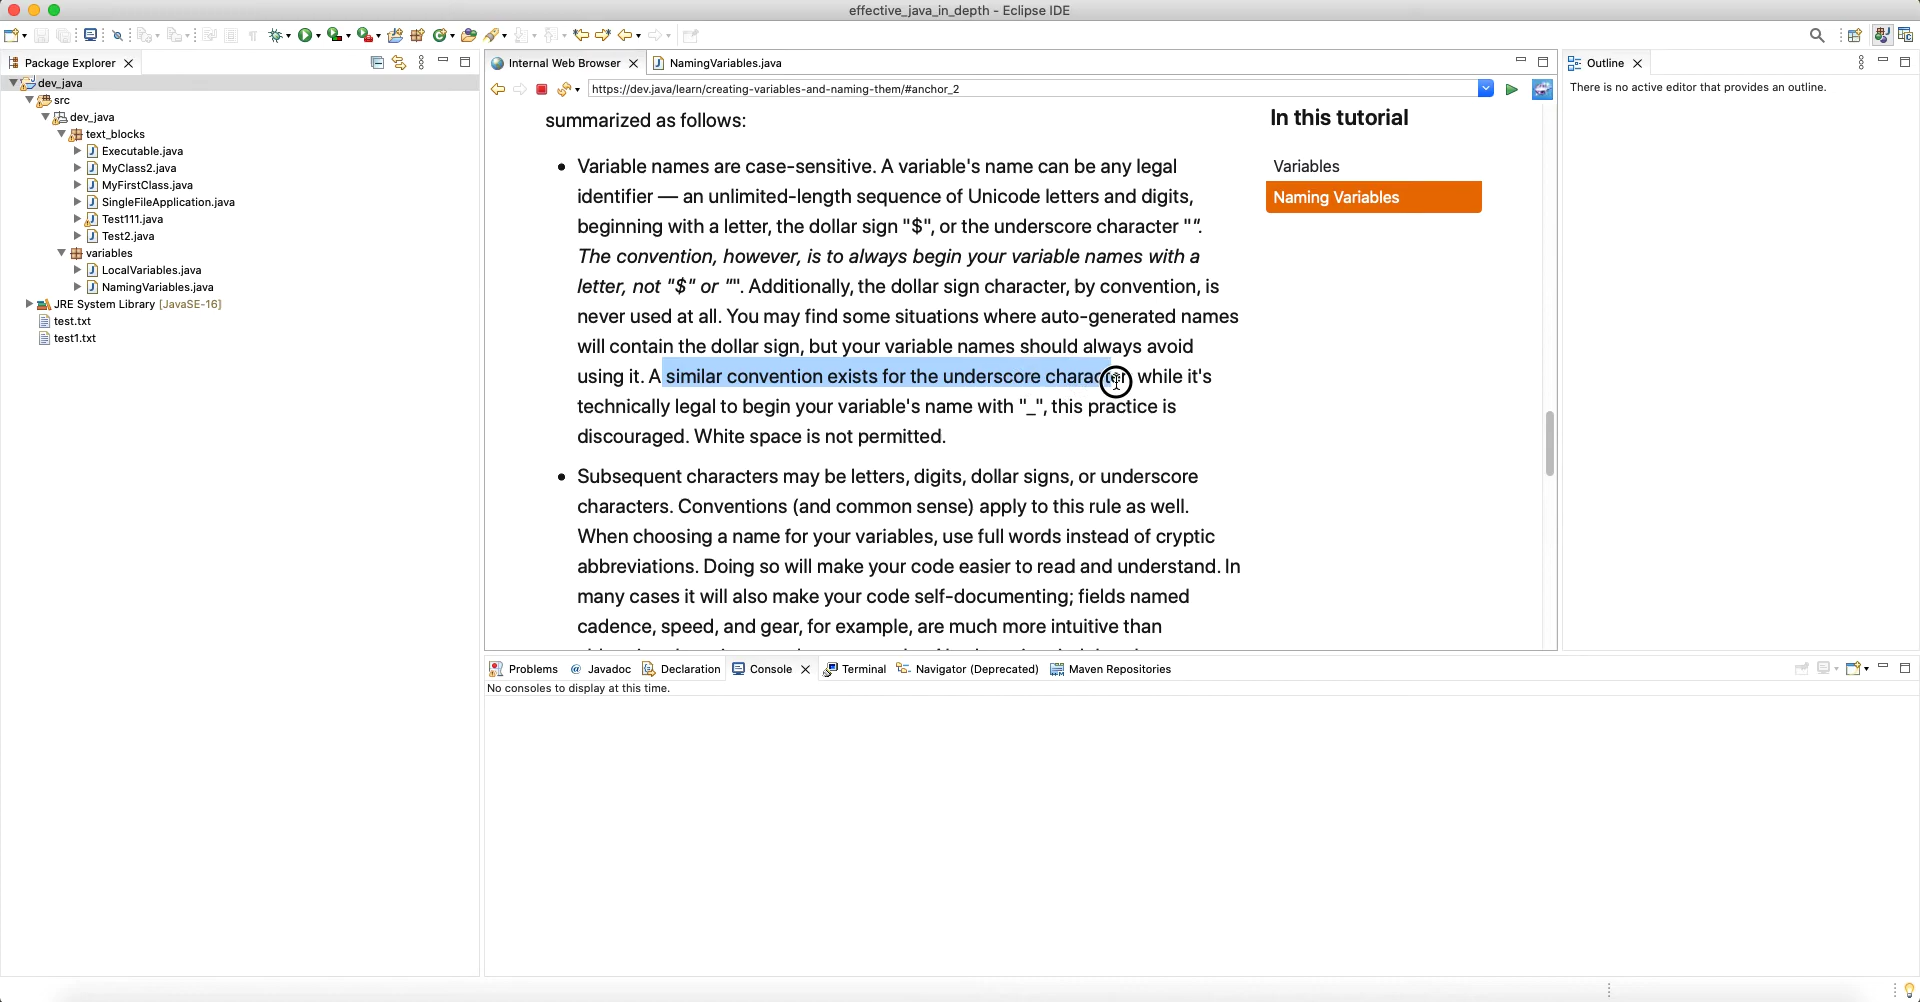 effective_java_in_depth - Eclipse IDE
Package Explorer
Internal Web Browser
NamingVariables.java
Outline
dev_java
src
dev_java
text_blocks
Executable.java
MyClass2.java
MyFirstClass.java
SingleFileApplication.java
Test111.java
Test2.java
variables
LocalVariables.java
NamingVariables.java
JRE System Library [JavaSE-16]
test.txt
test1.txt
https://dev.java/learn/creating-variables-and-naming-them/#anchor_2
summarized as follows:
• Variable names are case-sensitive. A variable's name can be any legal
identifier — an unlimited-length sequence of Unicode letters and digits,
beginning with a letter, the dollar sign "$", or the underscore character "".
The convention, however, is to always begin your variable names with a
letter, not "$" or "". Additionally, the dollar sign character, by convention, is
never used at all. You may find some situations where auto-generated names
will contain the dollar sign, but your variable names should always avoid
using it. A similar convention exists for the underscore character, while it's
technically legal to begin your variable's name with "_", this practice is
discouraged. White space is not permitted.
• Subsequent characters may be letters, digits, dollar signs, or underscore
characters. Conventions (and common sense) apply to this rule as well.
When choosing a name for your variables, use full words instead of cryptic
abbreviations. Doing so will make your code easier to read and understand. In
many cases it will also make your code self-documenting; fields named
cadence, speed, and gear, for example, are much more intuitive than
In this tutorial
Variables
Naming Variables
There is no active editor that provides an outline.
Problems
Javadoc
Declaration
Console
Terminal
Navigator (Deprecated)
Maven Repositories
No consoles to display at this time.